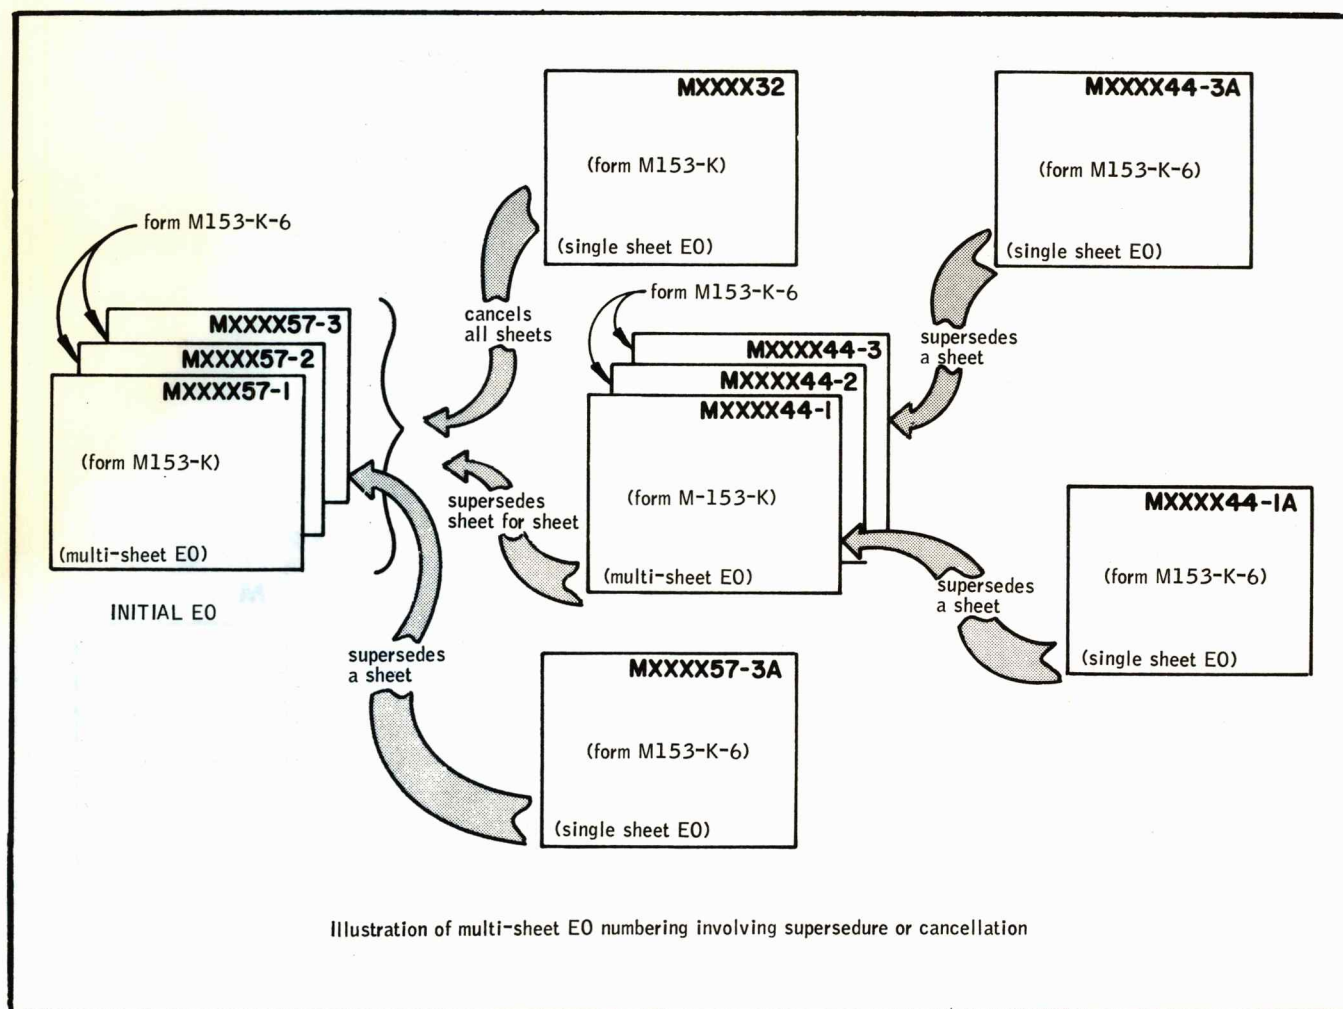 MXXXX32
(form M153-K)
(single sheet EO)
MXXXX44-3A
(form M153-K-6)
(single sheet EO)
form M153-K-6
cancels
all sheets
form M153-K-6
supersedes
a sheet
MXXXX57-3
MXXXX57-2
MXXXX57-1
(form M153-K)
(multi-sheet EO)
INITIAL EO
MXXXX44-3
MXXXX44-2
MXXXX44-1
(form M-153-K)
(multi-sheet EO)
supersedes
sheet for sheet
MXXXX44-1A
(form M153-K-6)
(single sheet EO)
supersedes
a sheet
supersedes
a sheet
MXXXX57-3A
(form M153-K-6)
(single sheet EO)
Illustration of multi-sheet EO numbering involving supersedure or cancellation